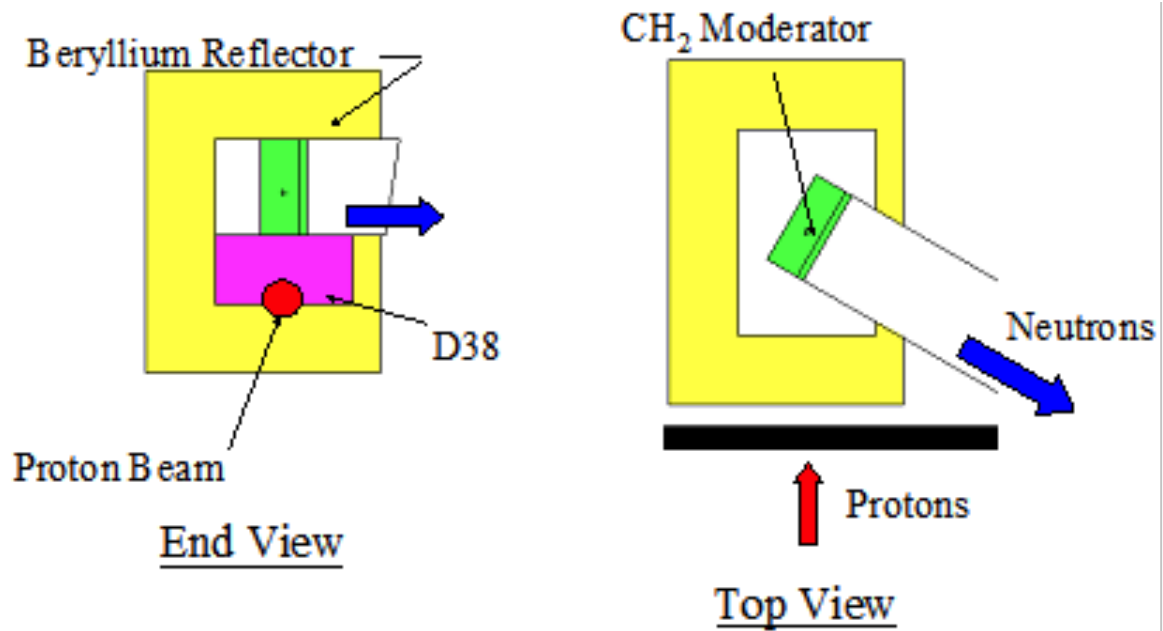 Beryllium Reflector
D38
Proton Beam
End View
CH₂ Moderator
Neutrons
Protons
Top View